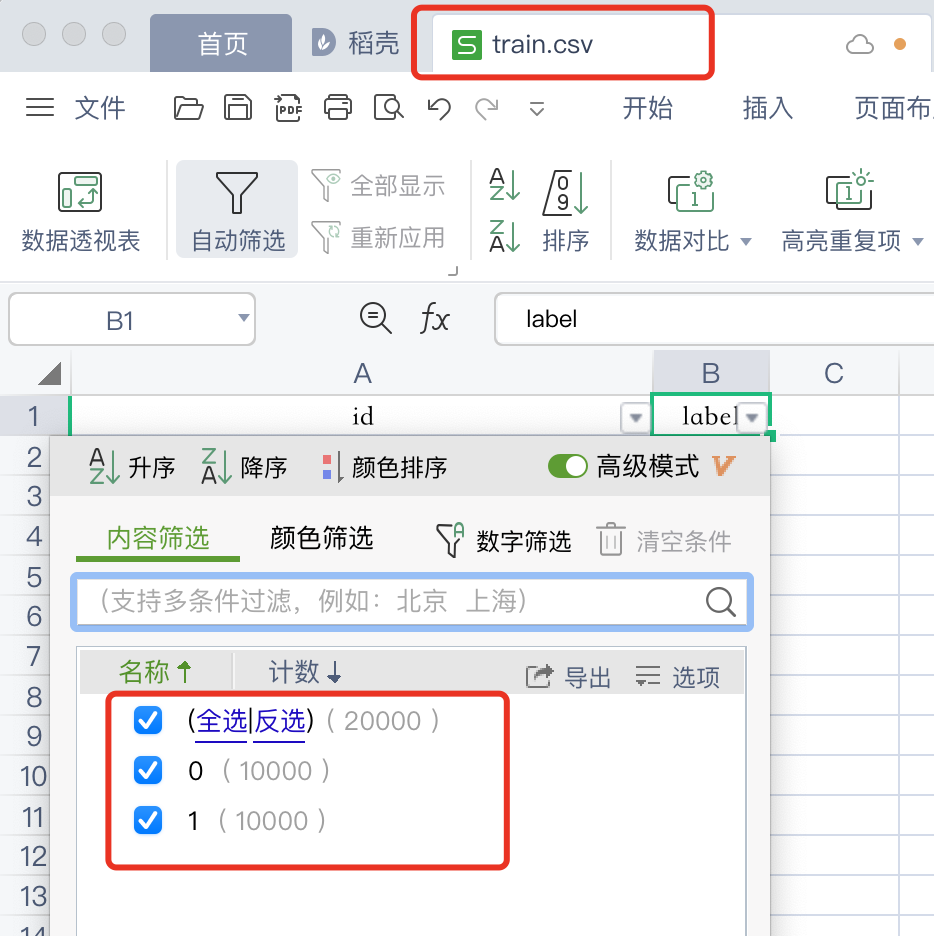 首页 稻壳 train.csv
文件 PDF 开始 插入 页面布
数据透视表 自动筛选 全部显示 重新应用 排序 数据对比 高亮重复项
B1 fx label
A B C
1 id label
2
3
4
5
6
7
8
9
10
11
12
13
14
升序 降序 颜色排序 高级模式
内容筛选 颜色筛选 数字筛选 清空条件
（支持多条件过滤，例如：北京 上海）
名称 计数 导出 选项
(全选|反选) ( 20000 )
0 ( 10000 )
1 ( 10000 )